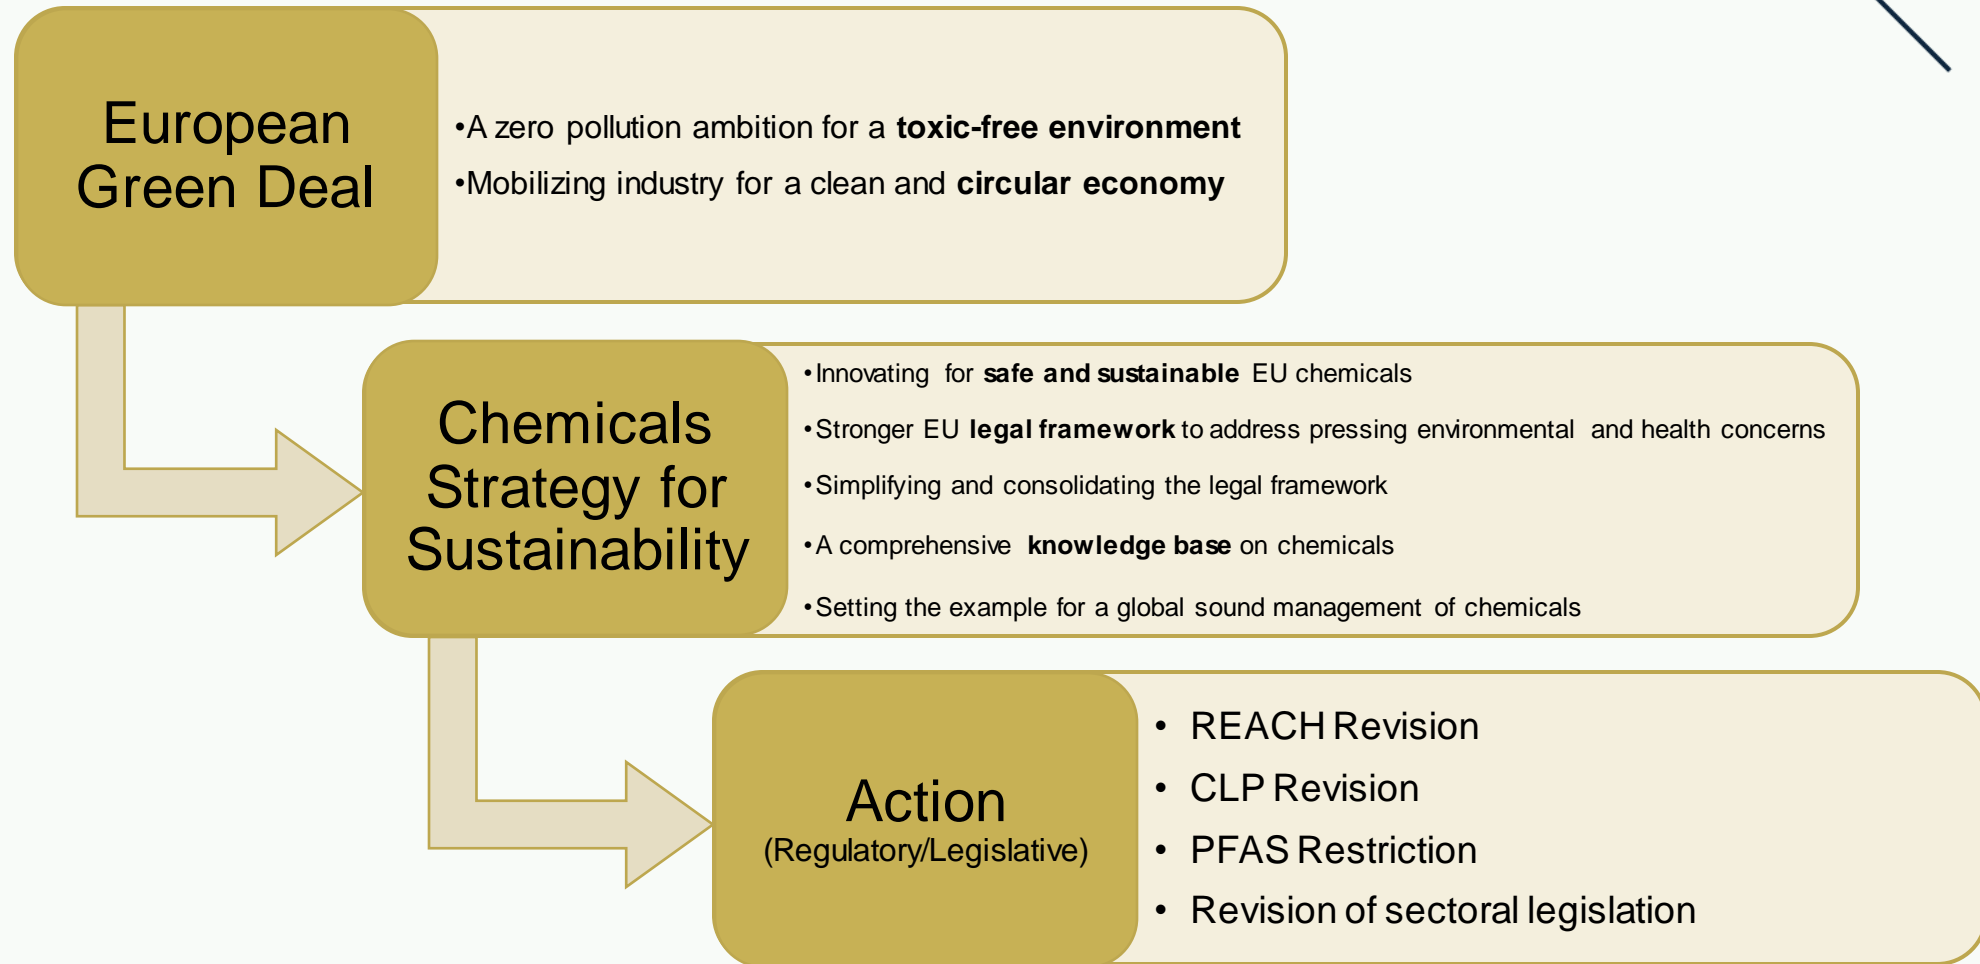 European
Green Deal
•A zero pollution ambition for a toxic-free environment
•Mobilizing industry for a clean and circular economy
Chemicals
Strategy for
Sustainability
•Innovating for safe and sustainable EU chemicals
•Stronger EU legal framework to address pressing environmental and health concerns
•Simplifying and consolidating the legal framework
•A comprehensive knowledge base on chemicals
•Setting the example for a global sound management of chemicals
Action
(Regulatory/Legislative)
• REACH Revision
• CLP Revision
• PFAS Restriction
• Revision of sectoral legislation